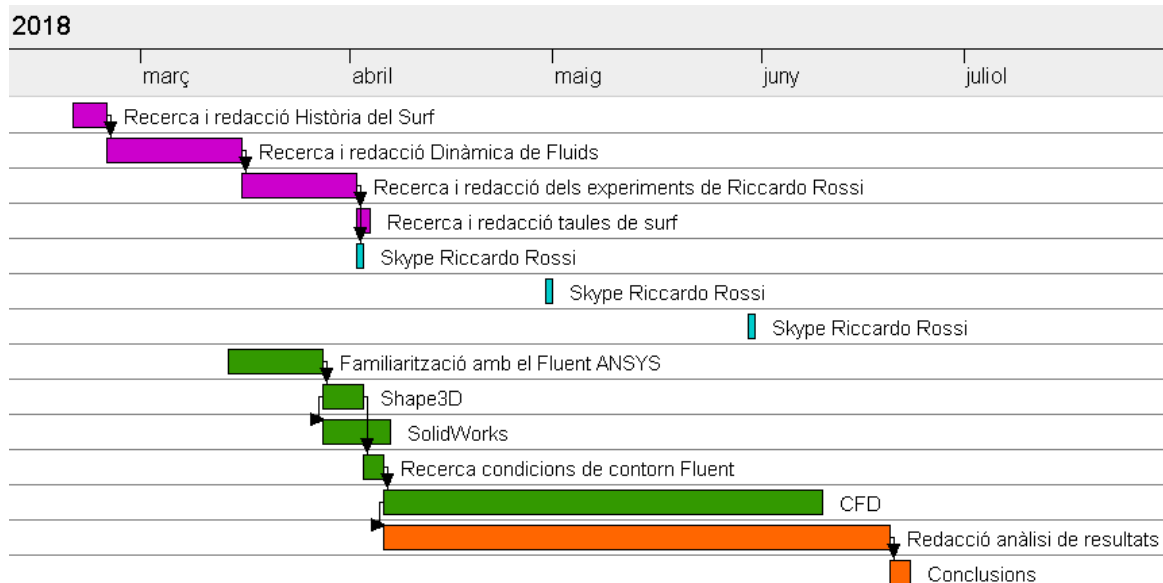 2018
març abril maig juny juliol
Recerca i redacció Història del Surf
Recerca i redacció Dinàmica de Fluids
Recerca i redacció dels experiments de Riccardo Rossi
Recerca i redacció taules de surf
Skype Riccardo Rossi
Skype Riccardo Rossi
Skype Riccardo Rossi
Familiarització amb el Fluent ANSYS
Shape3D
SolidWorks
Recerca condicions de contorn Fluent
CFD
Redacció anàlisi de resultats
Conclusions